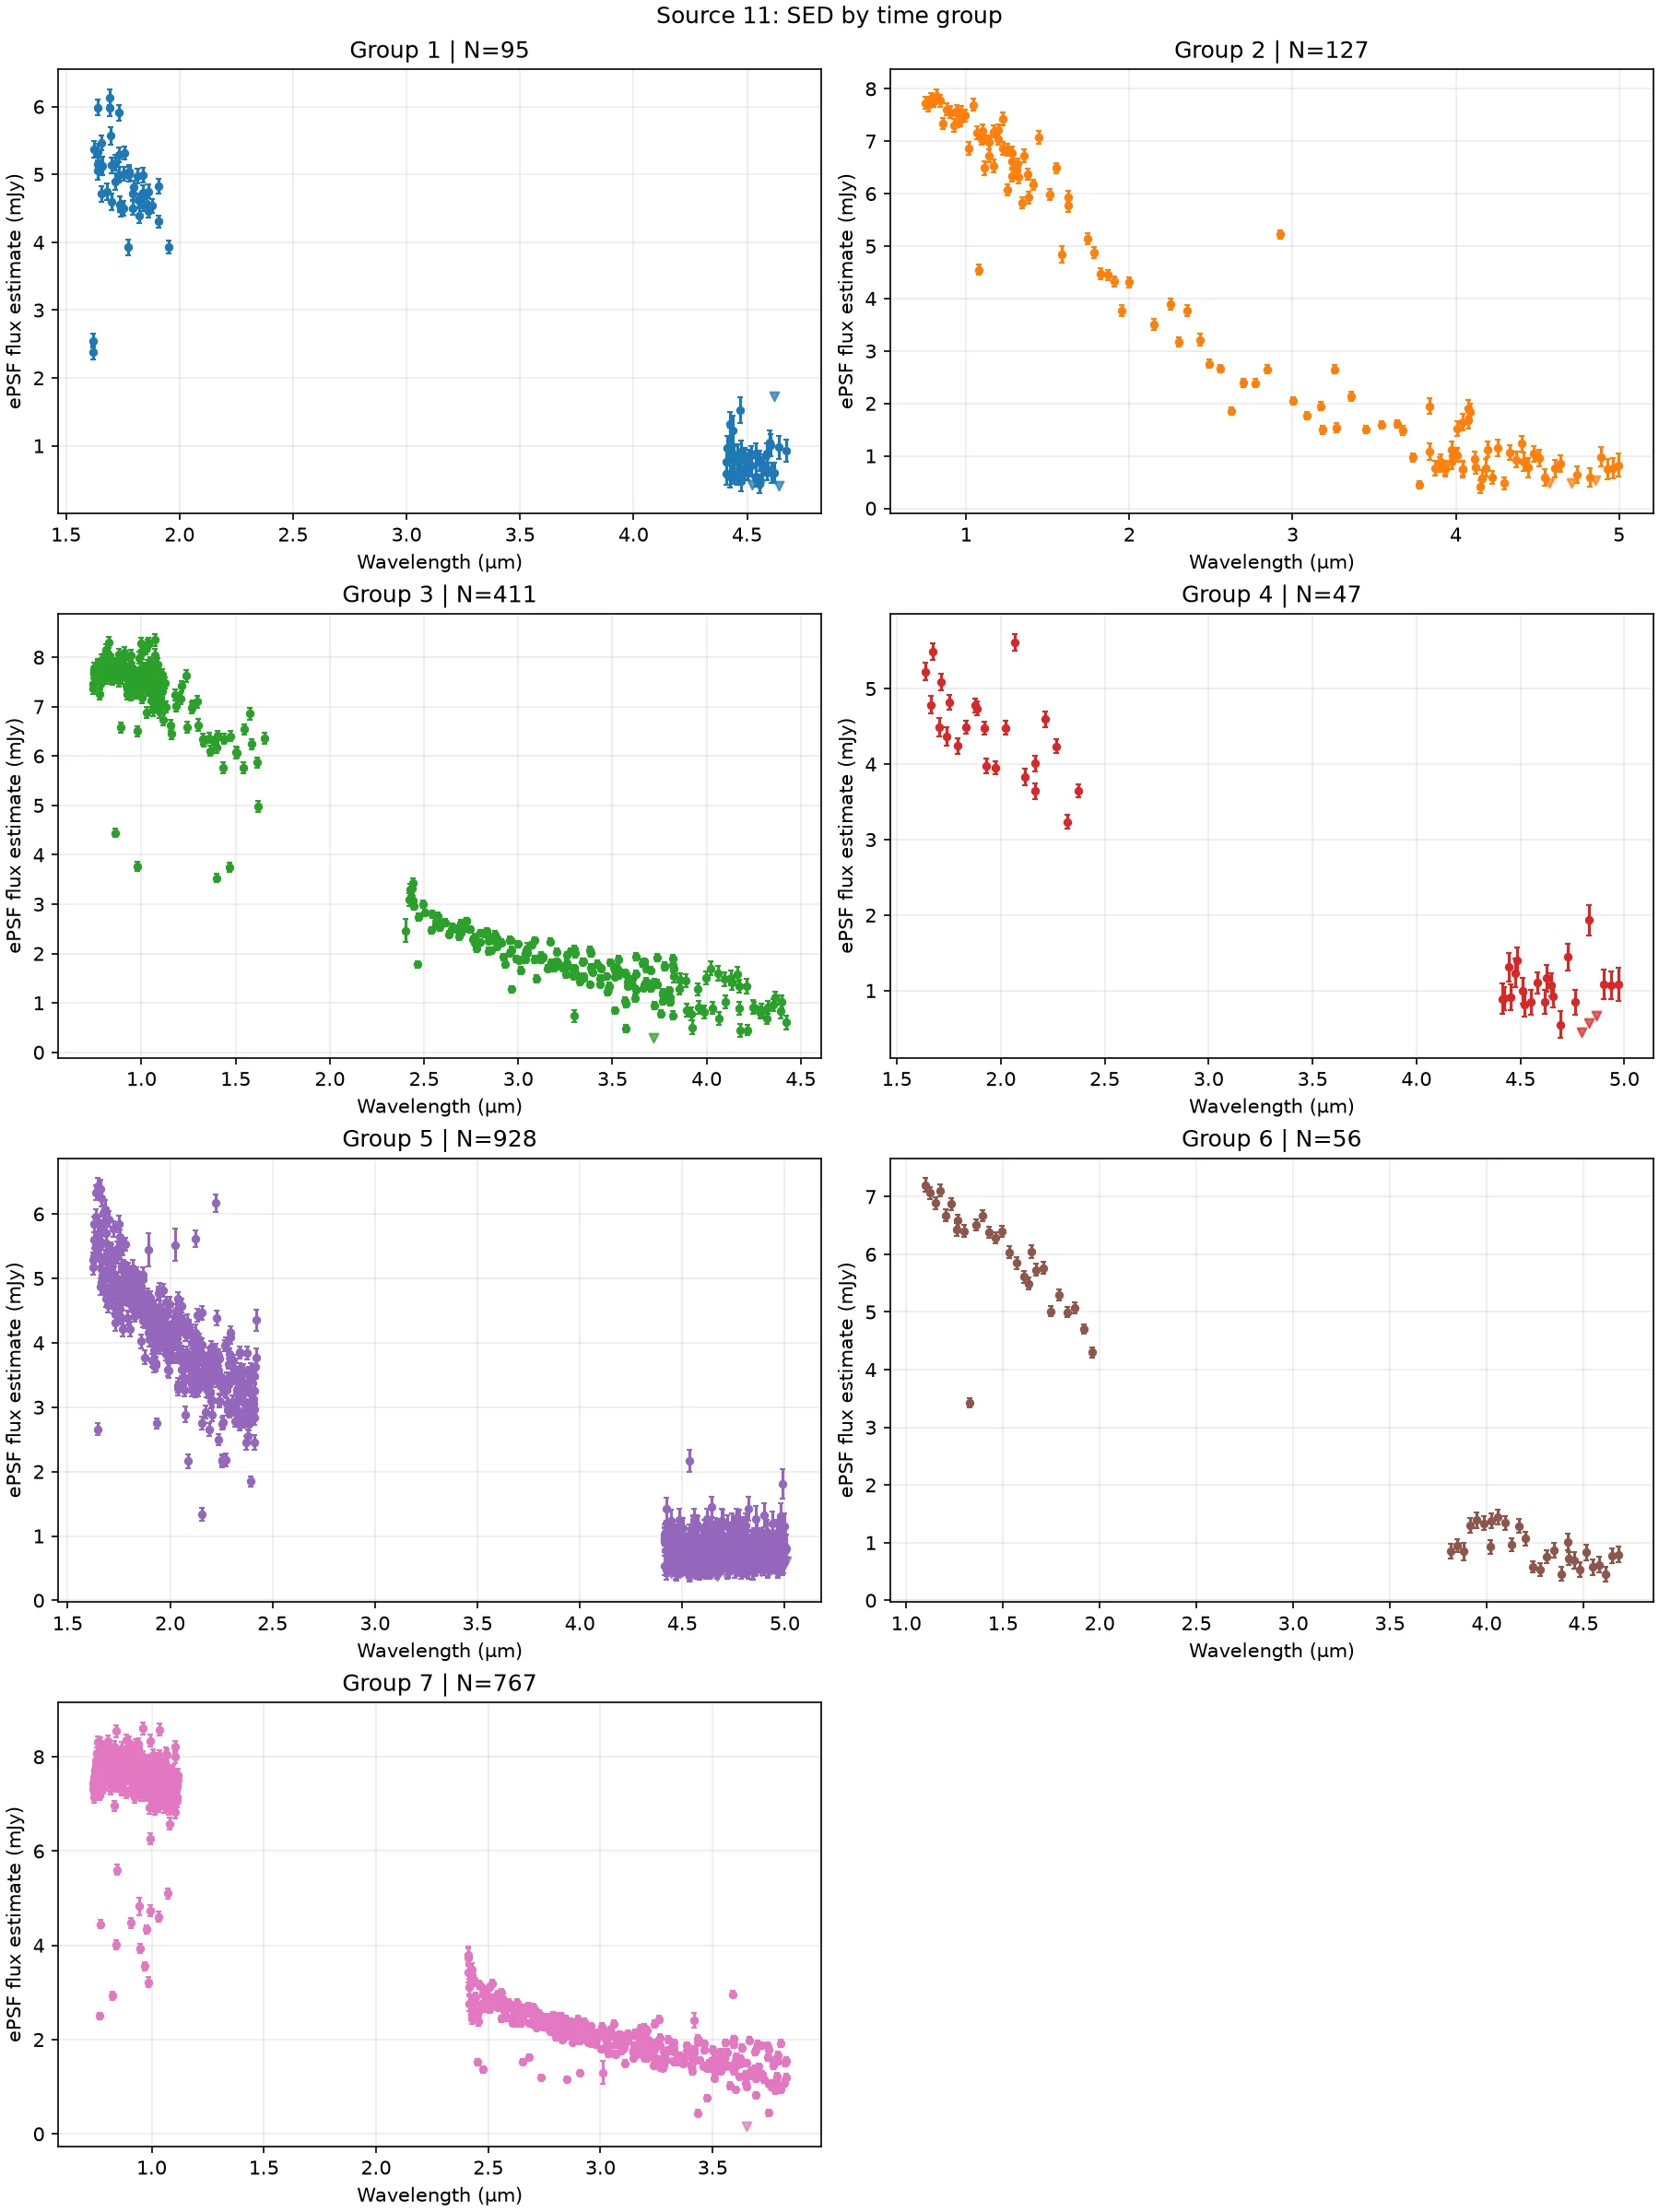 Source 11: SED by time group
Group 1 | N=95
ePSF flux estimate (mJy)
6
5
4
3
2
1
1.5 2.0 2.5 3.0 3.5 4.0 4.5
Wavelength (μm)
Group 2 | N=127
ePSF flux estimate (mJy)
8
7
6
5
4
3
2
1
0
1 2 3 4 5
Wavelength (μm)
Group 3 | N=411
ePSF flux estimate (mJy)
8
7
6
5
4
3
2
1
0
1.0 1.5 2.0 2.5 3.0 3.5 4.0 4.5
Wavelength (μm)
Group 4 | N=47
ePSF flux estimate (mJy)
5
4
3
2
1
1.5 2.0 2.5 3.0 3.5 4.0 4.5 5.0
Wavelength (μm)
Group 5 | N=928
ePSF flux estimate (mJy)
6
5
4
3
2
1
0
1.5 2.0 2.5 3.0 3.5 4.0 4.5 5.0
Wavelength (μm)
Group 6 | N=56
ePSF flux estimate (mJy)
7
6
5
4
3
2
1
0
1.0 1.5 2.0 2.5 3.0 3.5 4.0 4.5
Wavelength (μm)
Group 7 | N=767
ePSF flux estimate (mJy)
8
6
4
2
0
1.0 1.5 2.0 2.5 3.0 3.5
Wavelength (μm)